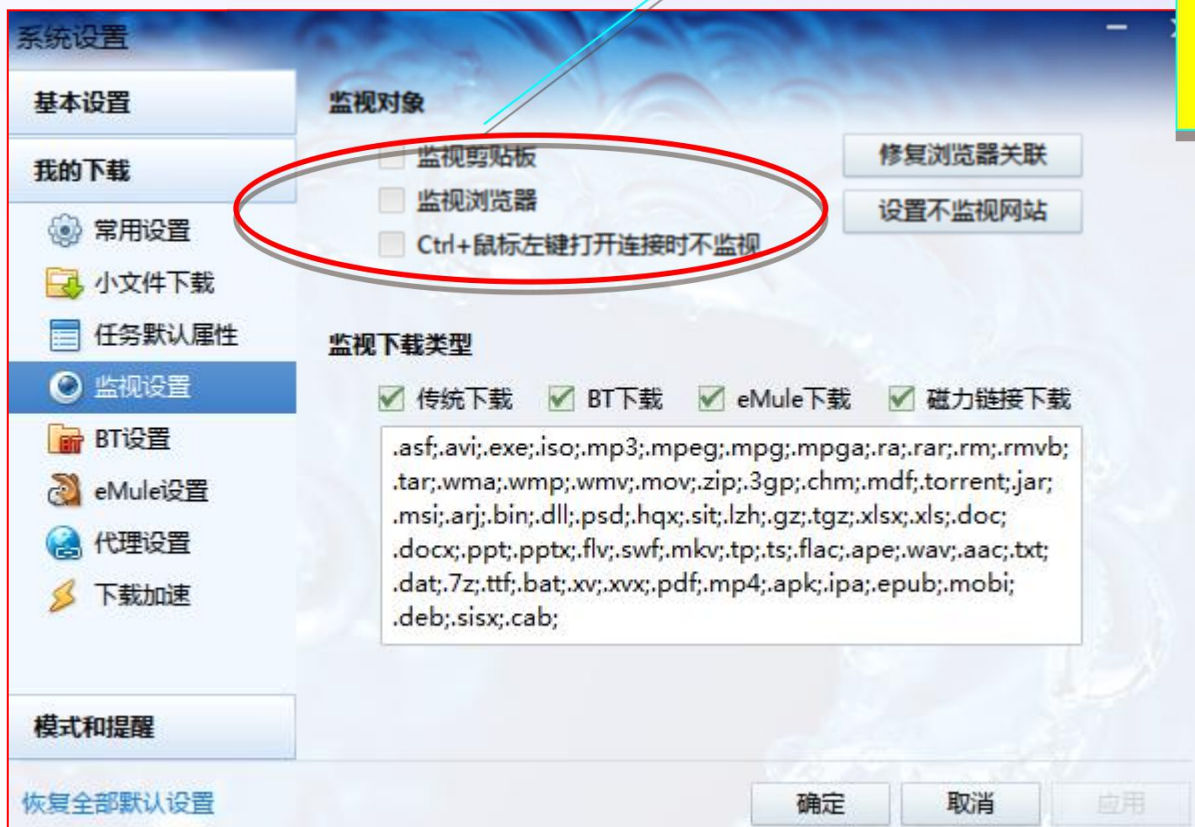 系统设置
基本设置
我的下载
常用设置
小文件下载
任务默认属性
监视设置
BT设置
eMule设置
代理设置
下载加速
模式和提醒
恢复全部默认设置
监视对象
监视剪贴板
监视浏览器
Ctrl+鼠标左键打开连接时不监视
修复浏览器关联
设置不监视网站
监视下载类型
传统下载 BT下载 eMule下载 磁力链接下载
.asf;.avi;.exe;.iso;.mp3;.mpeg;.mpg;.mpga;.ra;.rar;.rm;.rmvb;
.tar;.wma;.wmp;.wmv;.mov;.zip;.3gp;.chm;.mdf;.torrent;.jar;
.msi;.arj;.bin;.dll;.psd;.hqx;.sit;.lzh;.gz;.tgz;.xlsx;.xls;.doc;
.docx;.ppt;.pptx;.flv;.swf;.mkv;.tp;.ts;.flac;.ape;.wav;.aac;.txt;
.dat;.7z;.ttf;.bat;.xv;.xvx;.pdf;.mp4;.apk;.ipa;.epub;.mobi;
.deb;.sisx;.cab;
确定 取消 应用